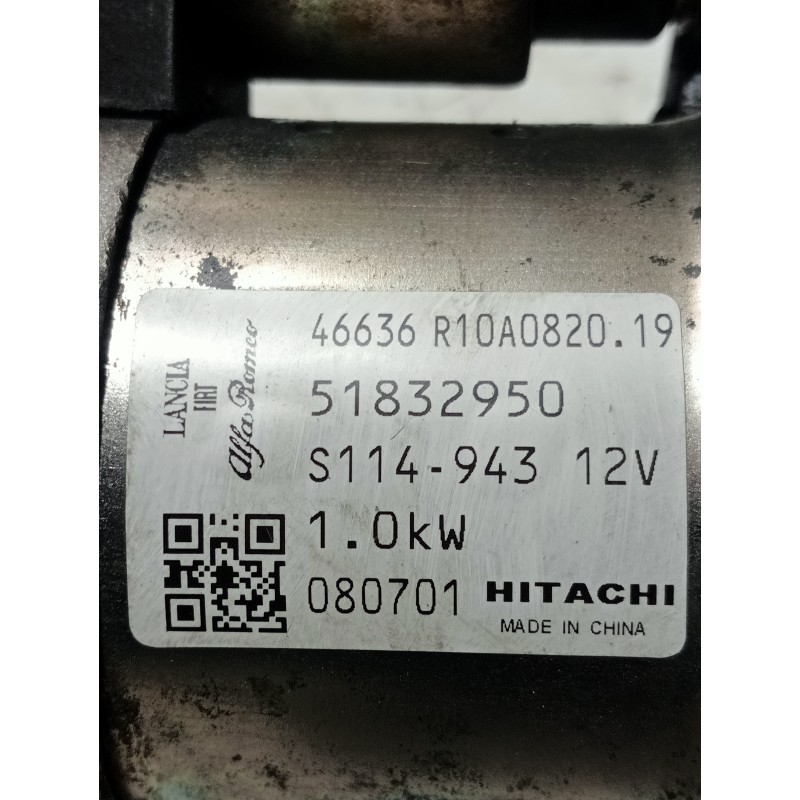 46636 R10A0820.19
LANCIA
FIAT
Alfa Romeo
51832950
S114-943 12V
1.0kW
080701 HITACHI
MADE IN CHINA